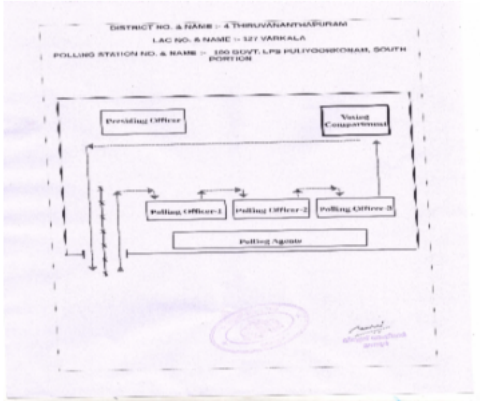 DISTRICT NO. & NAME :- 4 THIRUVANANTHAPURAM
LAC NO. & NAME :- 127 VARKALA
POLLING STATION NO. & NAME :- 100 GOVT. LPS PULIYOORKONAM, SOUTH
PORTION
Presiding Officer
Voting
Compartment
Polling Officer-1
Polling Officer-2
Polling Officer-3
Polling Agents